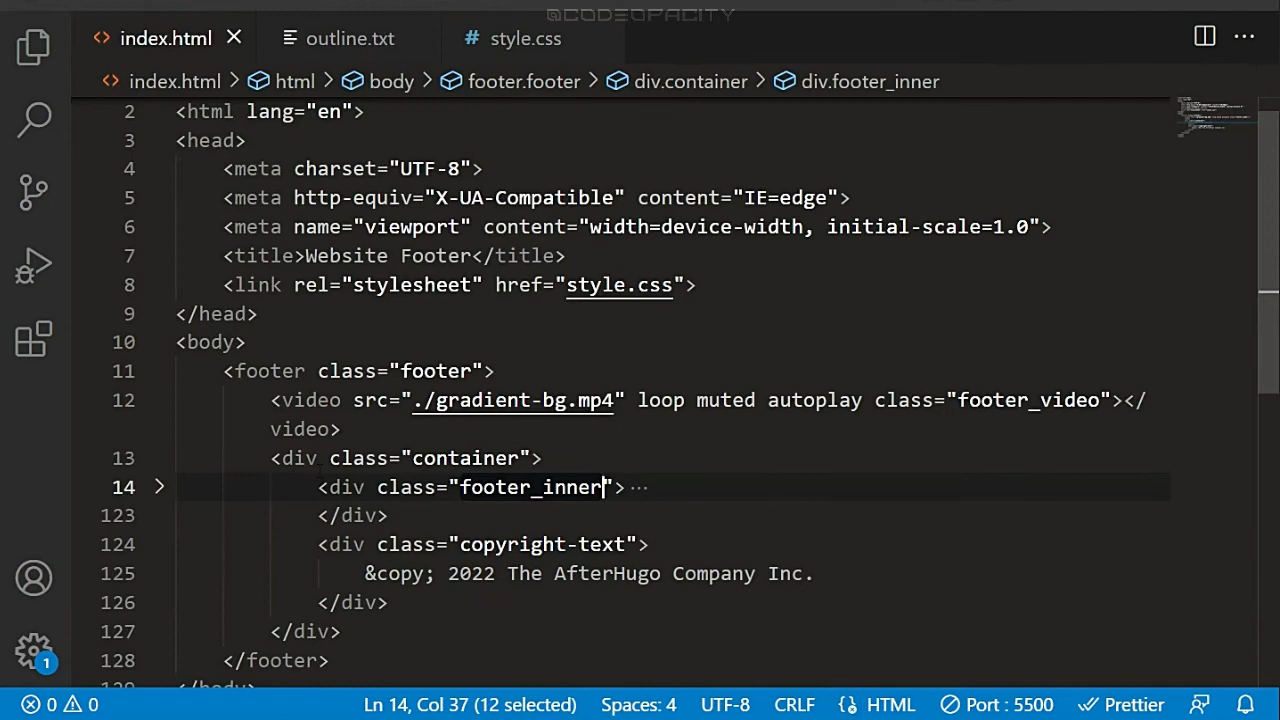 @CODEOPACITY
index.html
outline.txt
# style.css
index.html > html > body > footer.footer > div.container > div.footer_inner
2 <html lang="en">
3 <head>
4 <meta charset="UTF-8">
5 <meta http-equiv="X-UA-Compatible" content="IE=edge">
6 <meta name="viewport" content="width=device-width, initial-scale=1.0">
7 <title>Website Footer</title>
8 <link rel="stylesheet" href="style.css">
9 </head>
10 <body>
11 <footer class="footer">
12 <video src="./gradient-bg.mp4" loop muted autoplay class="footer_video"></
video>
13 <div class="container">
14 <div class="footer_inner"> ···
123 </div>
124 <div class="copyright-text">
125 &copy; 2022 The AfterHugo Company Inc.
126 </div>
127 </div>
128 </footer>
129 </body>
1
0 0 Ln 14, Col 37 (12 selected) Spaces: 4 UTF-8 CRLF HTML Port : 5500 Prettier